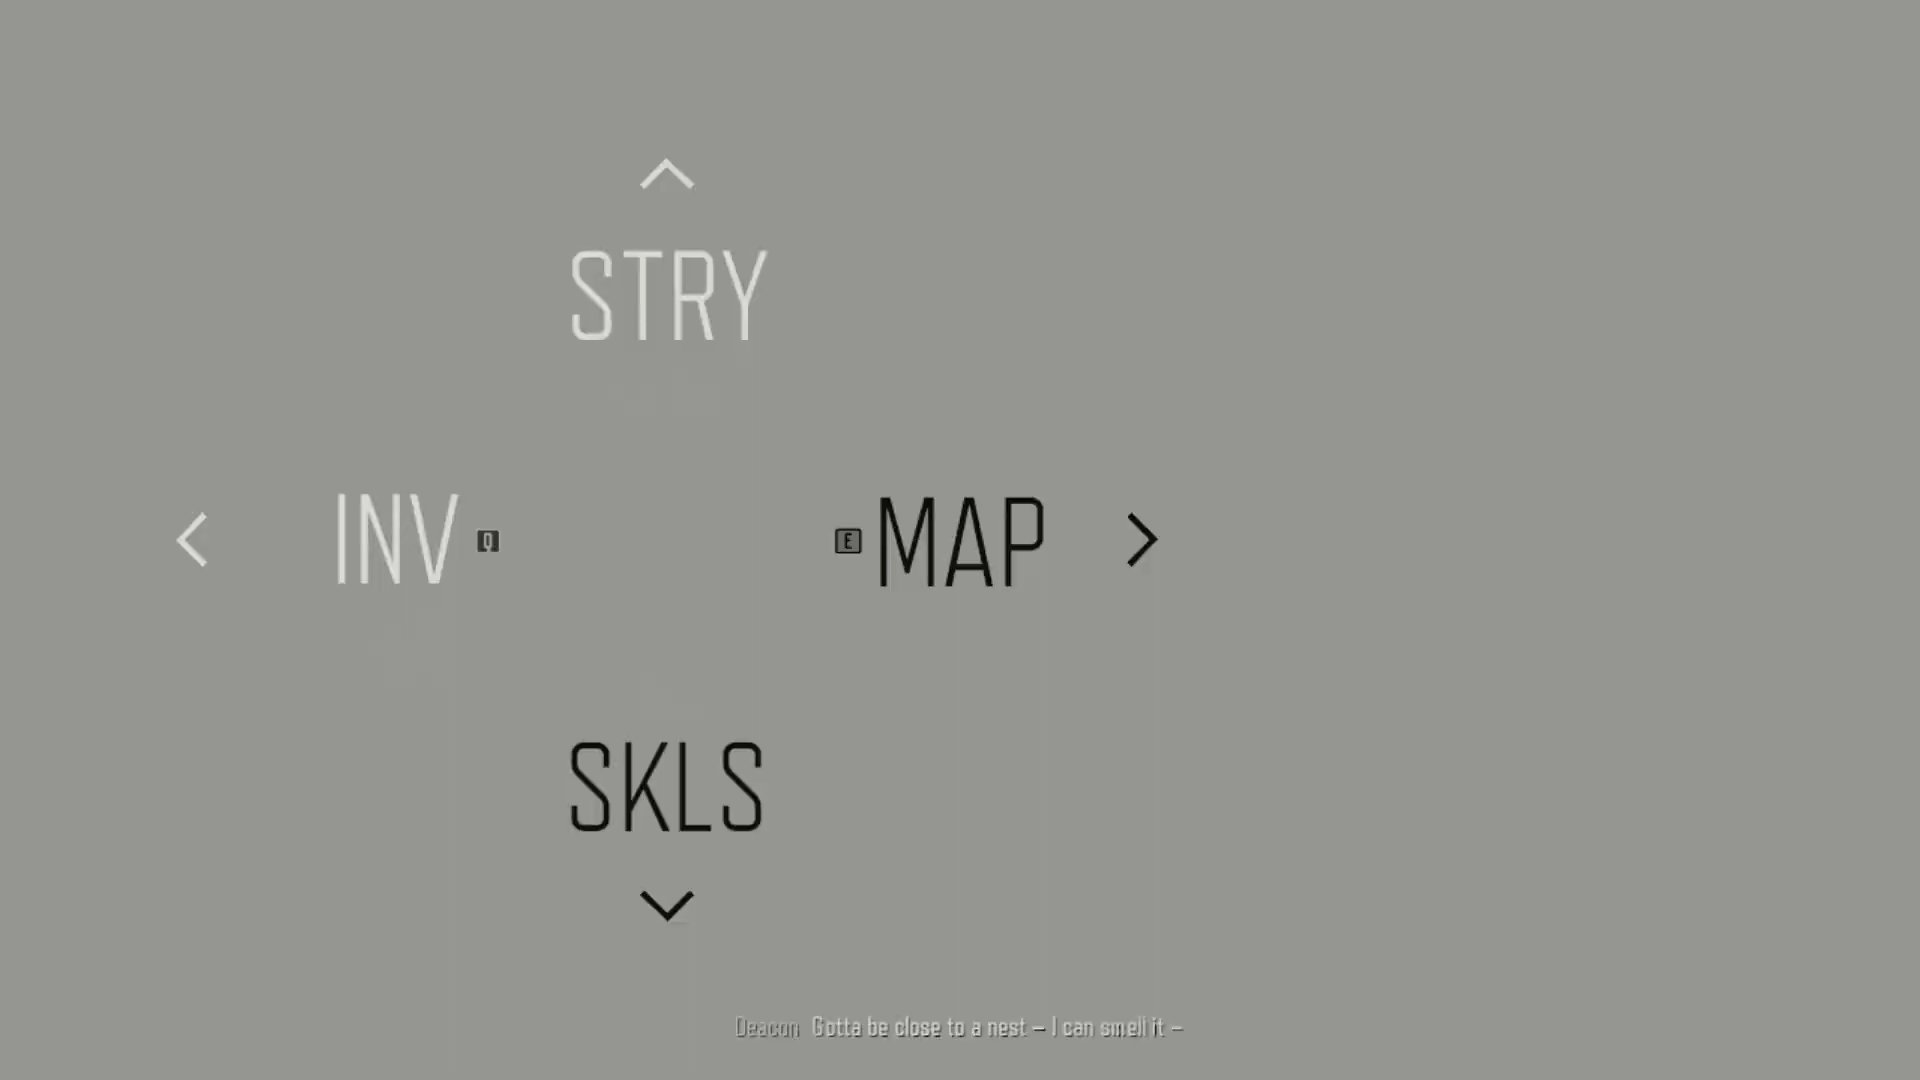 STRY
INV Q
E MAP
SKLS
Deacon Gotta be close to a nest – I can smell it –